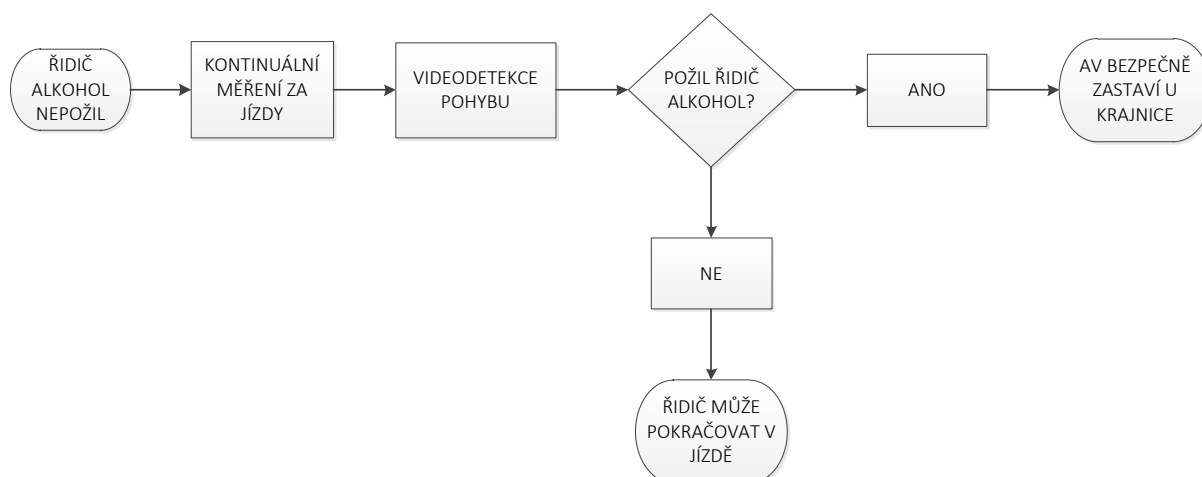 ŘIDIČ
ALKOHOL
NEPOŽIL
KONTINUÁLNÍ
MĚŘENÍ ZA
JÍZDY
VIDEODETEKCE
POHYBU
POŽIL ŘIDIČ
ALKOHOL?
ANO
AV BEZPEČNĚ
ZASTAVÍ U
KRAJNICE
NE
ŘIDIČ MŮŽE
POKRAČOVAT V
JÍZDĚ